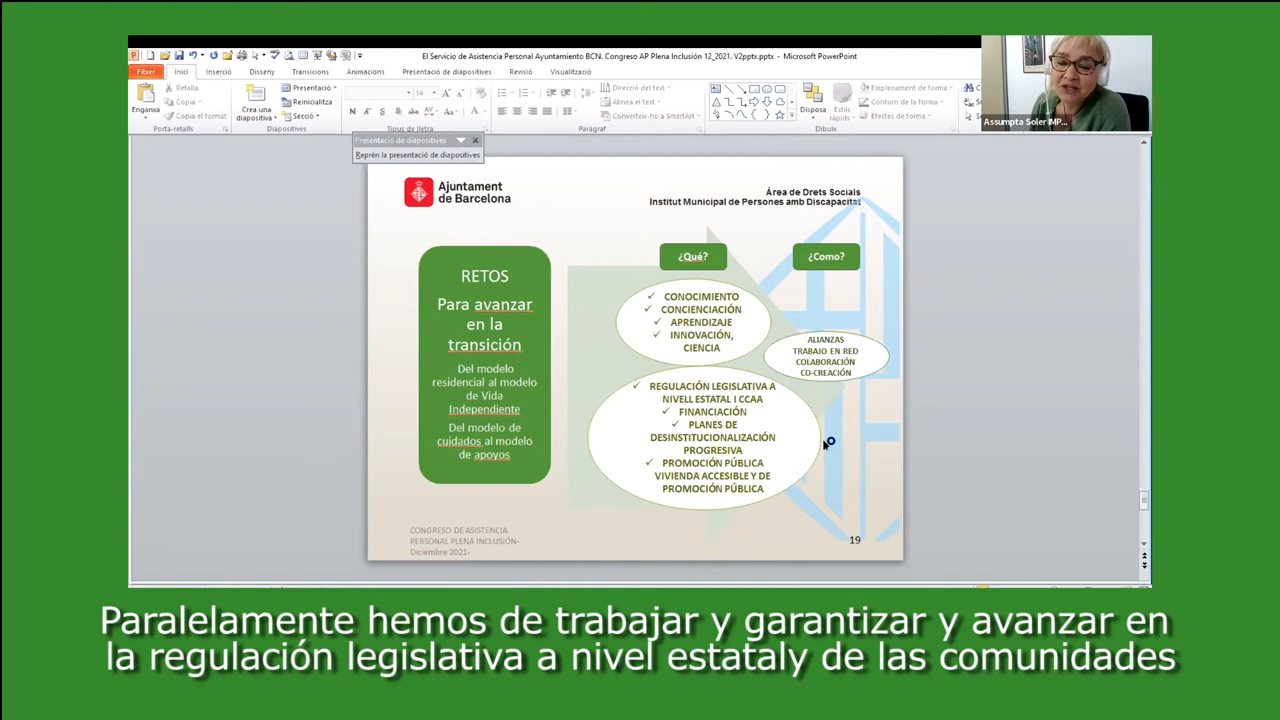 El Servicio de Asistencia Personal Ayuntamiento BCN. Congreso AP Plena Inclusión 12_2021. V2pptx.pptx - Microsoft PowerPoint
Fitxer Inici Inserció Disseny Transicions Animacions Presentació de diapositives Revisió Visualització
Enganxa
Retalla
Copia
Copia el format
Porta-retalls
Crea una
diapositiva
Presentació
Reinicialitza
Secció
Diapositives
14
Tipus de lletra
Direcció del text
Alinea el text
Converteix-ho a SmartArt
Paràgraf
Disposa
Estils
ràpids
Emplenament de forma
Contorn de la forma
Efectes de forma
Dibuix
Assumpta Soler IMP...
Presentació de diapositives
Reprèn la presentació de diapositives
Ajuntament
de Barcelona
Àrea de Drets Socials
Institut Municipal de Persones amb Discapacitat
RETOS
Para avanzar
en la
transición
Del modelo
residencial al modelo
de Vida
Independiente
Del modelo de
cuidados al modelo
de apoyos
¿Qué?
¿Como?
CONOCIMIENTO
CONCIENCIACIÓN
APRENDIZAJE
INNOVACIÓN,
CIENCIA
ALIANZAS
TRABAJO EN RED
COLABORACIÓN
CO-CREACIÓN
REGULACIÓN LEGISLATIVA A
NIVELL ESTATAL I CCAA
FINANCIACIÓN
PLANES DE
DESINSTITUCIONALIZACIÓN
PROGRESIVA
PROMOCIÓN PÚBLICA
VIVIENDA ACCESIBLE Y DE
PROMOCIÓN PÚBLICA
CONGRESO DE ASISTENCIA
PERSONAL PLENA INCLUSIÓN-
Diciembre 2021-
19
Paralelamente hemos de trabajar y garantizar y avanzar en
la regulación legislativa a nivel estataly de las comunidades